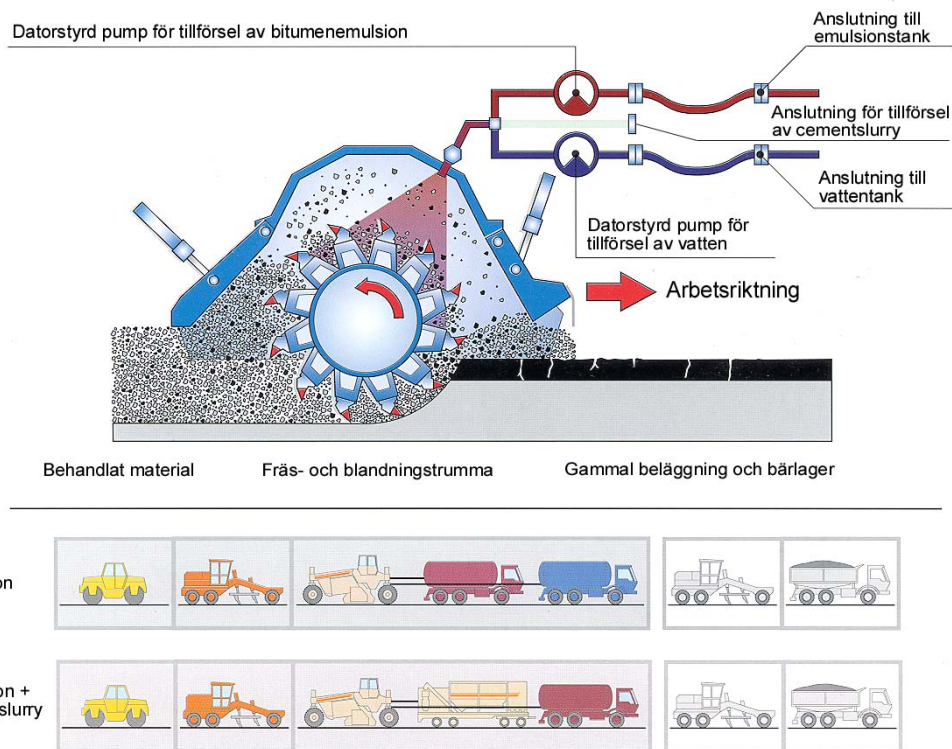 Datorstyrd pump för tillförsel av bitumenemulsion
Anslutning till
emulsionstank
Anslutning för tillförsel
av cementslurry
Anslutning till
vattentank
Datorstyrd pump för
tillförsel av vatten
Arbetsriktning
Behandlat material
Fräs- och blandningstrumma
Gammal beläggning och bärlager
on
on +
slurry